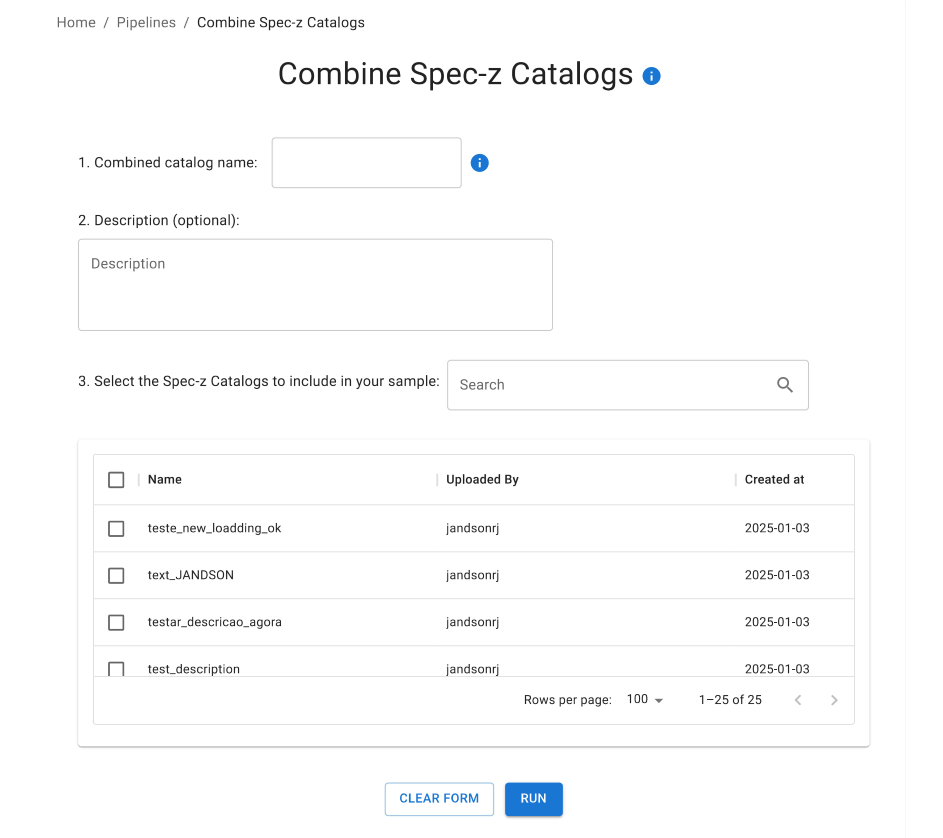 Home / Pipelines / Combine Spec-z Catalogs
Combine Spec-z Catalogs
1. Combined catalog name:
2. Description (optional):
Description
3. Select the Spec-z Catalogs to include in your sample:
Search
Name Uploaded By Created at
teste_new_loadding_ok jandsonrj 2025-01-03
text_JANDSON jandsonrj 2025-01-03
testar_descricao_agora jandsonrj 2025-01-03
test_description jandsonrj 2025-01-03
Rows per page: 100 1–25 of 25
CLEAR FORM RUN